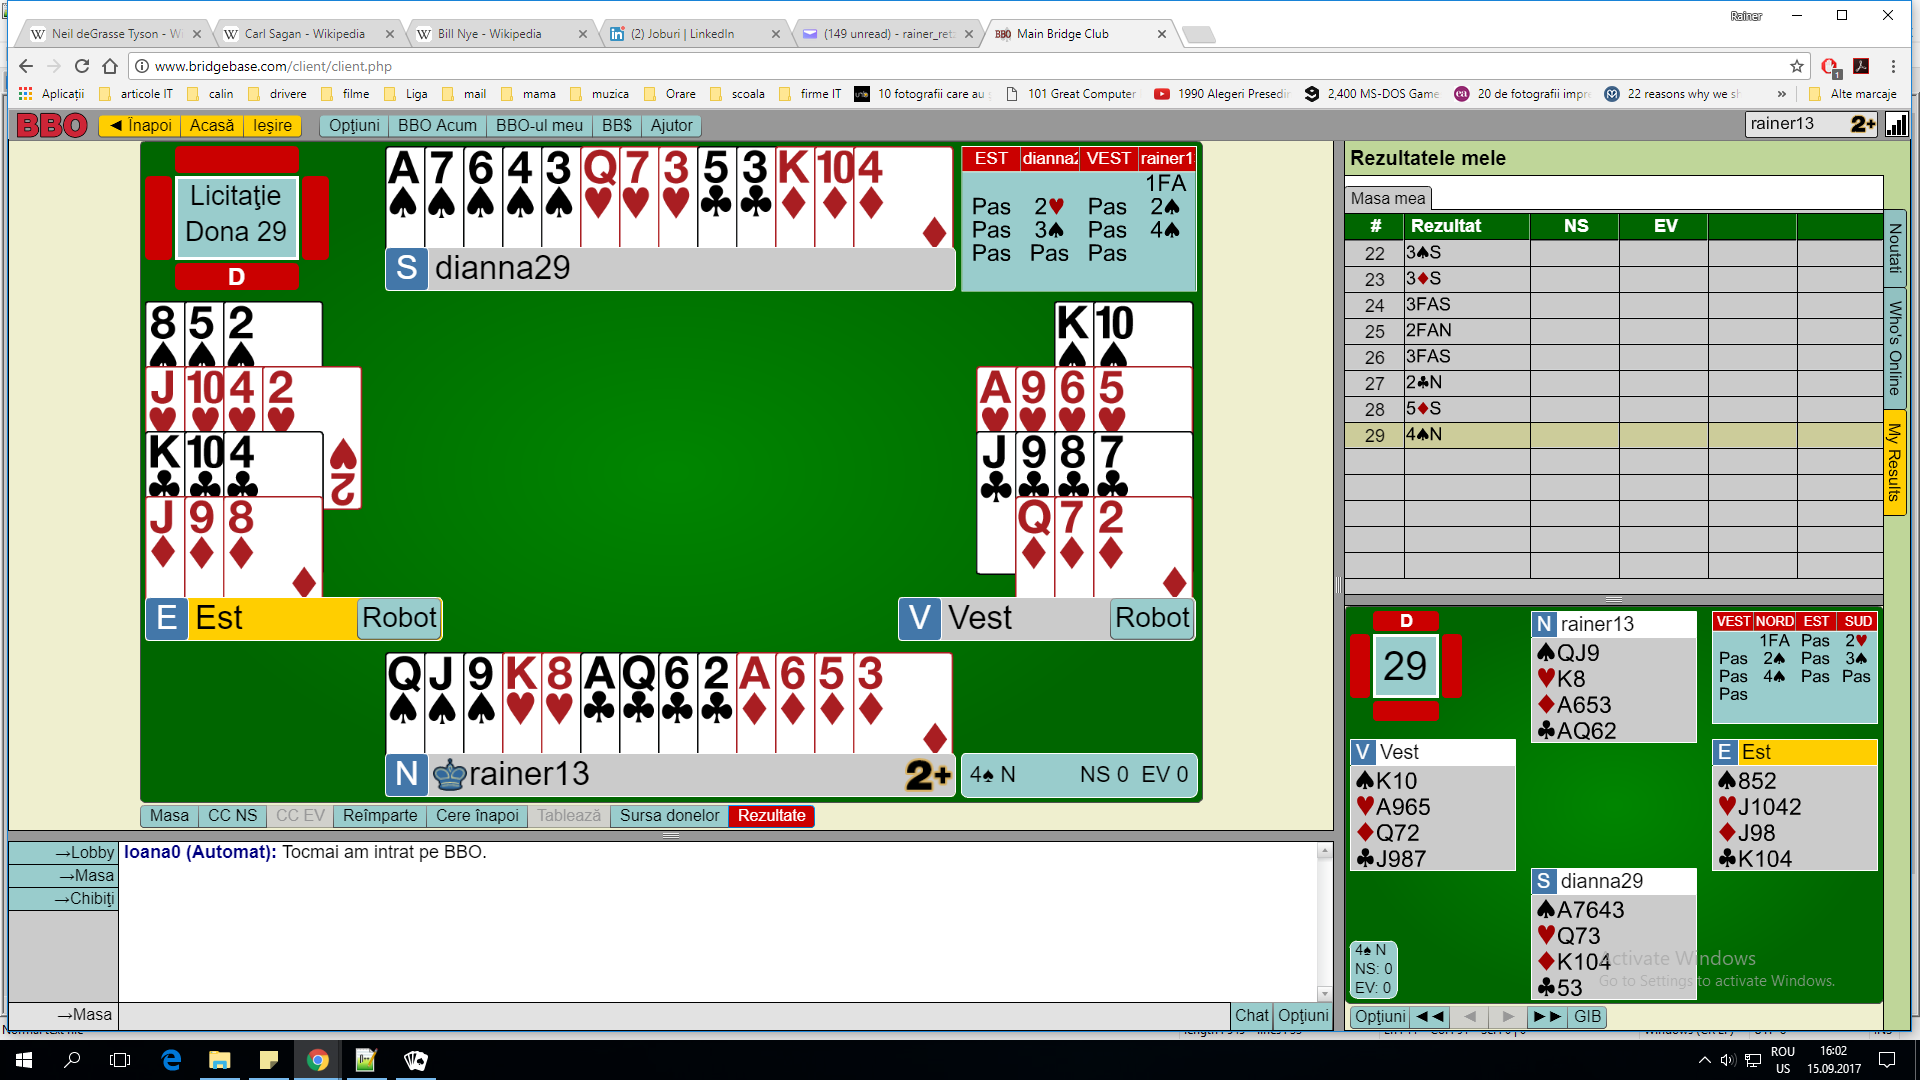 Rainer
Neil deGrasse Tyson - W
Carl Sagan - Wikipedia
Bill Nye - Wikipedia
(2) Joburi | LinkedIn
(149 unread) - rainer_ret
BBO Main Bridge Club
www.bridgebase.com/client/client.php
1
Aplicații articole IT calin drivere filme Liga mail mama muzica Orare scoala firme IT 10 fotografii care au 101 Great Computer 1990 Alegeri Presedin 2,400 MS-DOS Game 20 de fotografii impre 22 reasons why we sh » Alte marcaje
BBO ◄ Înapoi Acasă Ieşire Opţiuni BBO Acum BBO-ul meu BB$ Ajutor rainer13 2+
Licitaţie
Dona 29
D
A 7 6 4 3 Q 7 3 5 3 K 10 4
S dianna29
EST dianna2 VEST rainer1
1FA
Pas 2♥ Pas 2♠
Pas 3♠ Pas 4♠
Pas Pas Pas
8 5 2
J 10 4 2
K 10 4
2
J 9 8
E Est Robot
K 10
A 9 6 5
J 9 8 7
Q 7 2
V Vest Robot
Q J 9 K 8 A Q 6 2 A 6 5 3
N rainer13 2+
4♠ N NS 0 EV 0
Masa CC NS CC EV Reîmparte Cere înapoi Tablează Sursa donelor Rezultate
→Lobby
→Masa
→Chibiţi
Ioana0 (Automat): Tocmai am intrat pe BBO.
→Masa Chat Opţiuni
Rezultatele mele
Masa mea
# Rezultat NS EV
22 3♠S
23 3♦S
24 3FAS
25 2FAN
26 3FAS
27 2♣N
28 5♦S
29 4♠N
Noutati
Who's Online
My Results
D
29
N rainer13
♠QJ9
♥K8
♦A653
♣AQ62
VEST NORD EST SUD
1FA Pas 2♥
Pas 2♠ Pas 3♠
Pas 4♠ Pas Pas
Pas
V Vest
♠K10
♥A965
♦Q72
♣J987
E Est
♠852
♥J1042
♦J98
♣K104
S dianna29
♠A7643
♥Q73
♦K104
♣53
4♠ N
NS: 0
EV: 0
Activate Windows
Go to Settings to activate Windows.
Opţiuni ◄◄ ◄ ► ►► GIB
ROU
US
16:02
15.09.2017